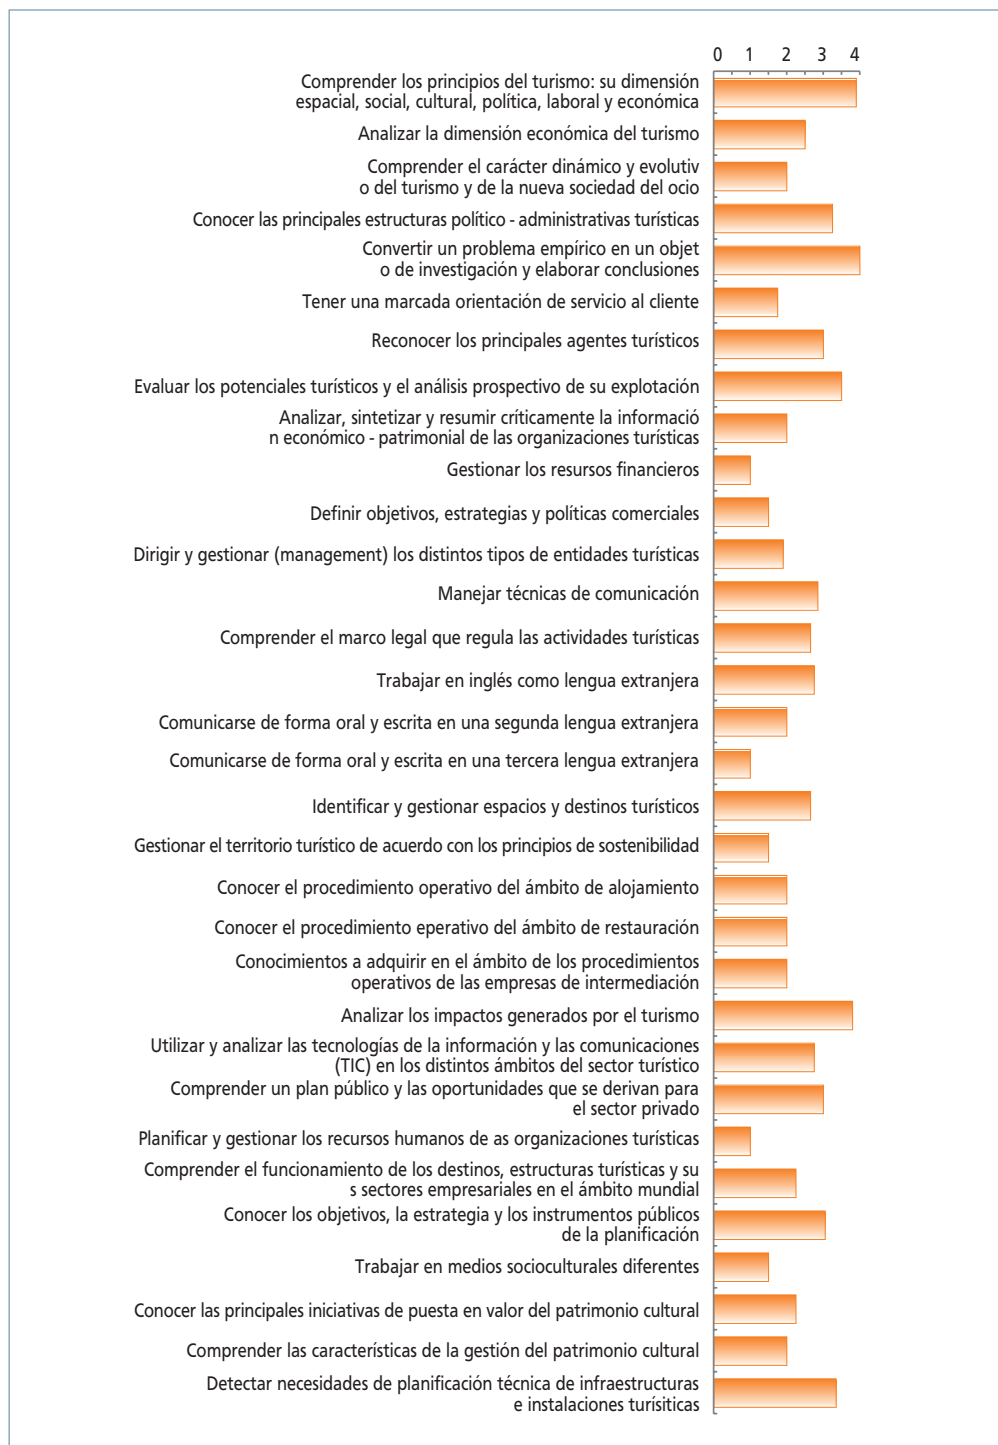 0 1 2 3 4
Comprender los principios del turismo: su dimensión
espacial, social, cultural, política, laboral y económica
Analizar la dimensión económica del turismo
Comprender el carácter dinámico y evolutiv
o del turismo y de la nueva sociedad del ocio
Conocer las principales estructuras político - administrativas turísticas
Convertir un problema empírico en un objet
o de investigación y elaborar conclusiones
Tener una marcada orientación de servicio al cliente
Reconocer los principales agentes turísticos
Evaluar los potenciales turísticos y el análisis prospectivo de su explotación
Analizar, sintetizar y resumir críticamente la informació
n económico - patrimonial de las organizaciones turísticas
Gestionar los resursos financieros
Definir objetivos, estrategias y políticas comerciales
Dirigir y gestionar (management) los distintos tipos de entidades turísticas
Manejar técnicas de comunicación
Comprender el marco legal que regula las actividades turísticas
Trabajar en inglés como lengua extranjera
Comunicarse de forma oral y escrita en una segunda lengua extranjera
Comunicarse de forma oral y escrita en una tercera lengua extranjera
Identificar y gestionar espacios y destinos turísticos
Gestionar el territorio turístico de acuerdo con los principios de sostenibilidad
Conocer el procedimiento operativo del ámbito de alojamiento
Conocer el procedimiento eperativo del ámbito de restauración
Conocimientos a adquirir en el ámbito de los procedimientos
operativos de las empresas de intermediación
Analizar los impactos generados por el turismo
Utilizar y analizar las tecnologías de la información y las comunicaciones
(TIC) en los distintos ámbitos del sector turístico
Comprender un plan público y las oportunidades que se derivan para
el sector privado
Planificar y gestionar los recursos humanos de as organizaciones turísticas
Comprender el funcionamiento de los destinos, estructuras turísticas y su
s sectores empresariales en el ámbito mundial
Conocer los objetivos, la estrategia y los instrumentos públicos
de la planificación
Trabajar en medios socioculturales diferentes
Conocer las principales iniciativas de puesta en valor del patrimonio cultural
Comprender las características de la gestión del patrimonio cultural
Detectar necesidades de planificación técnica de infraestructuras
e instalaciones turísiticas